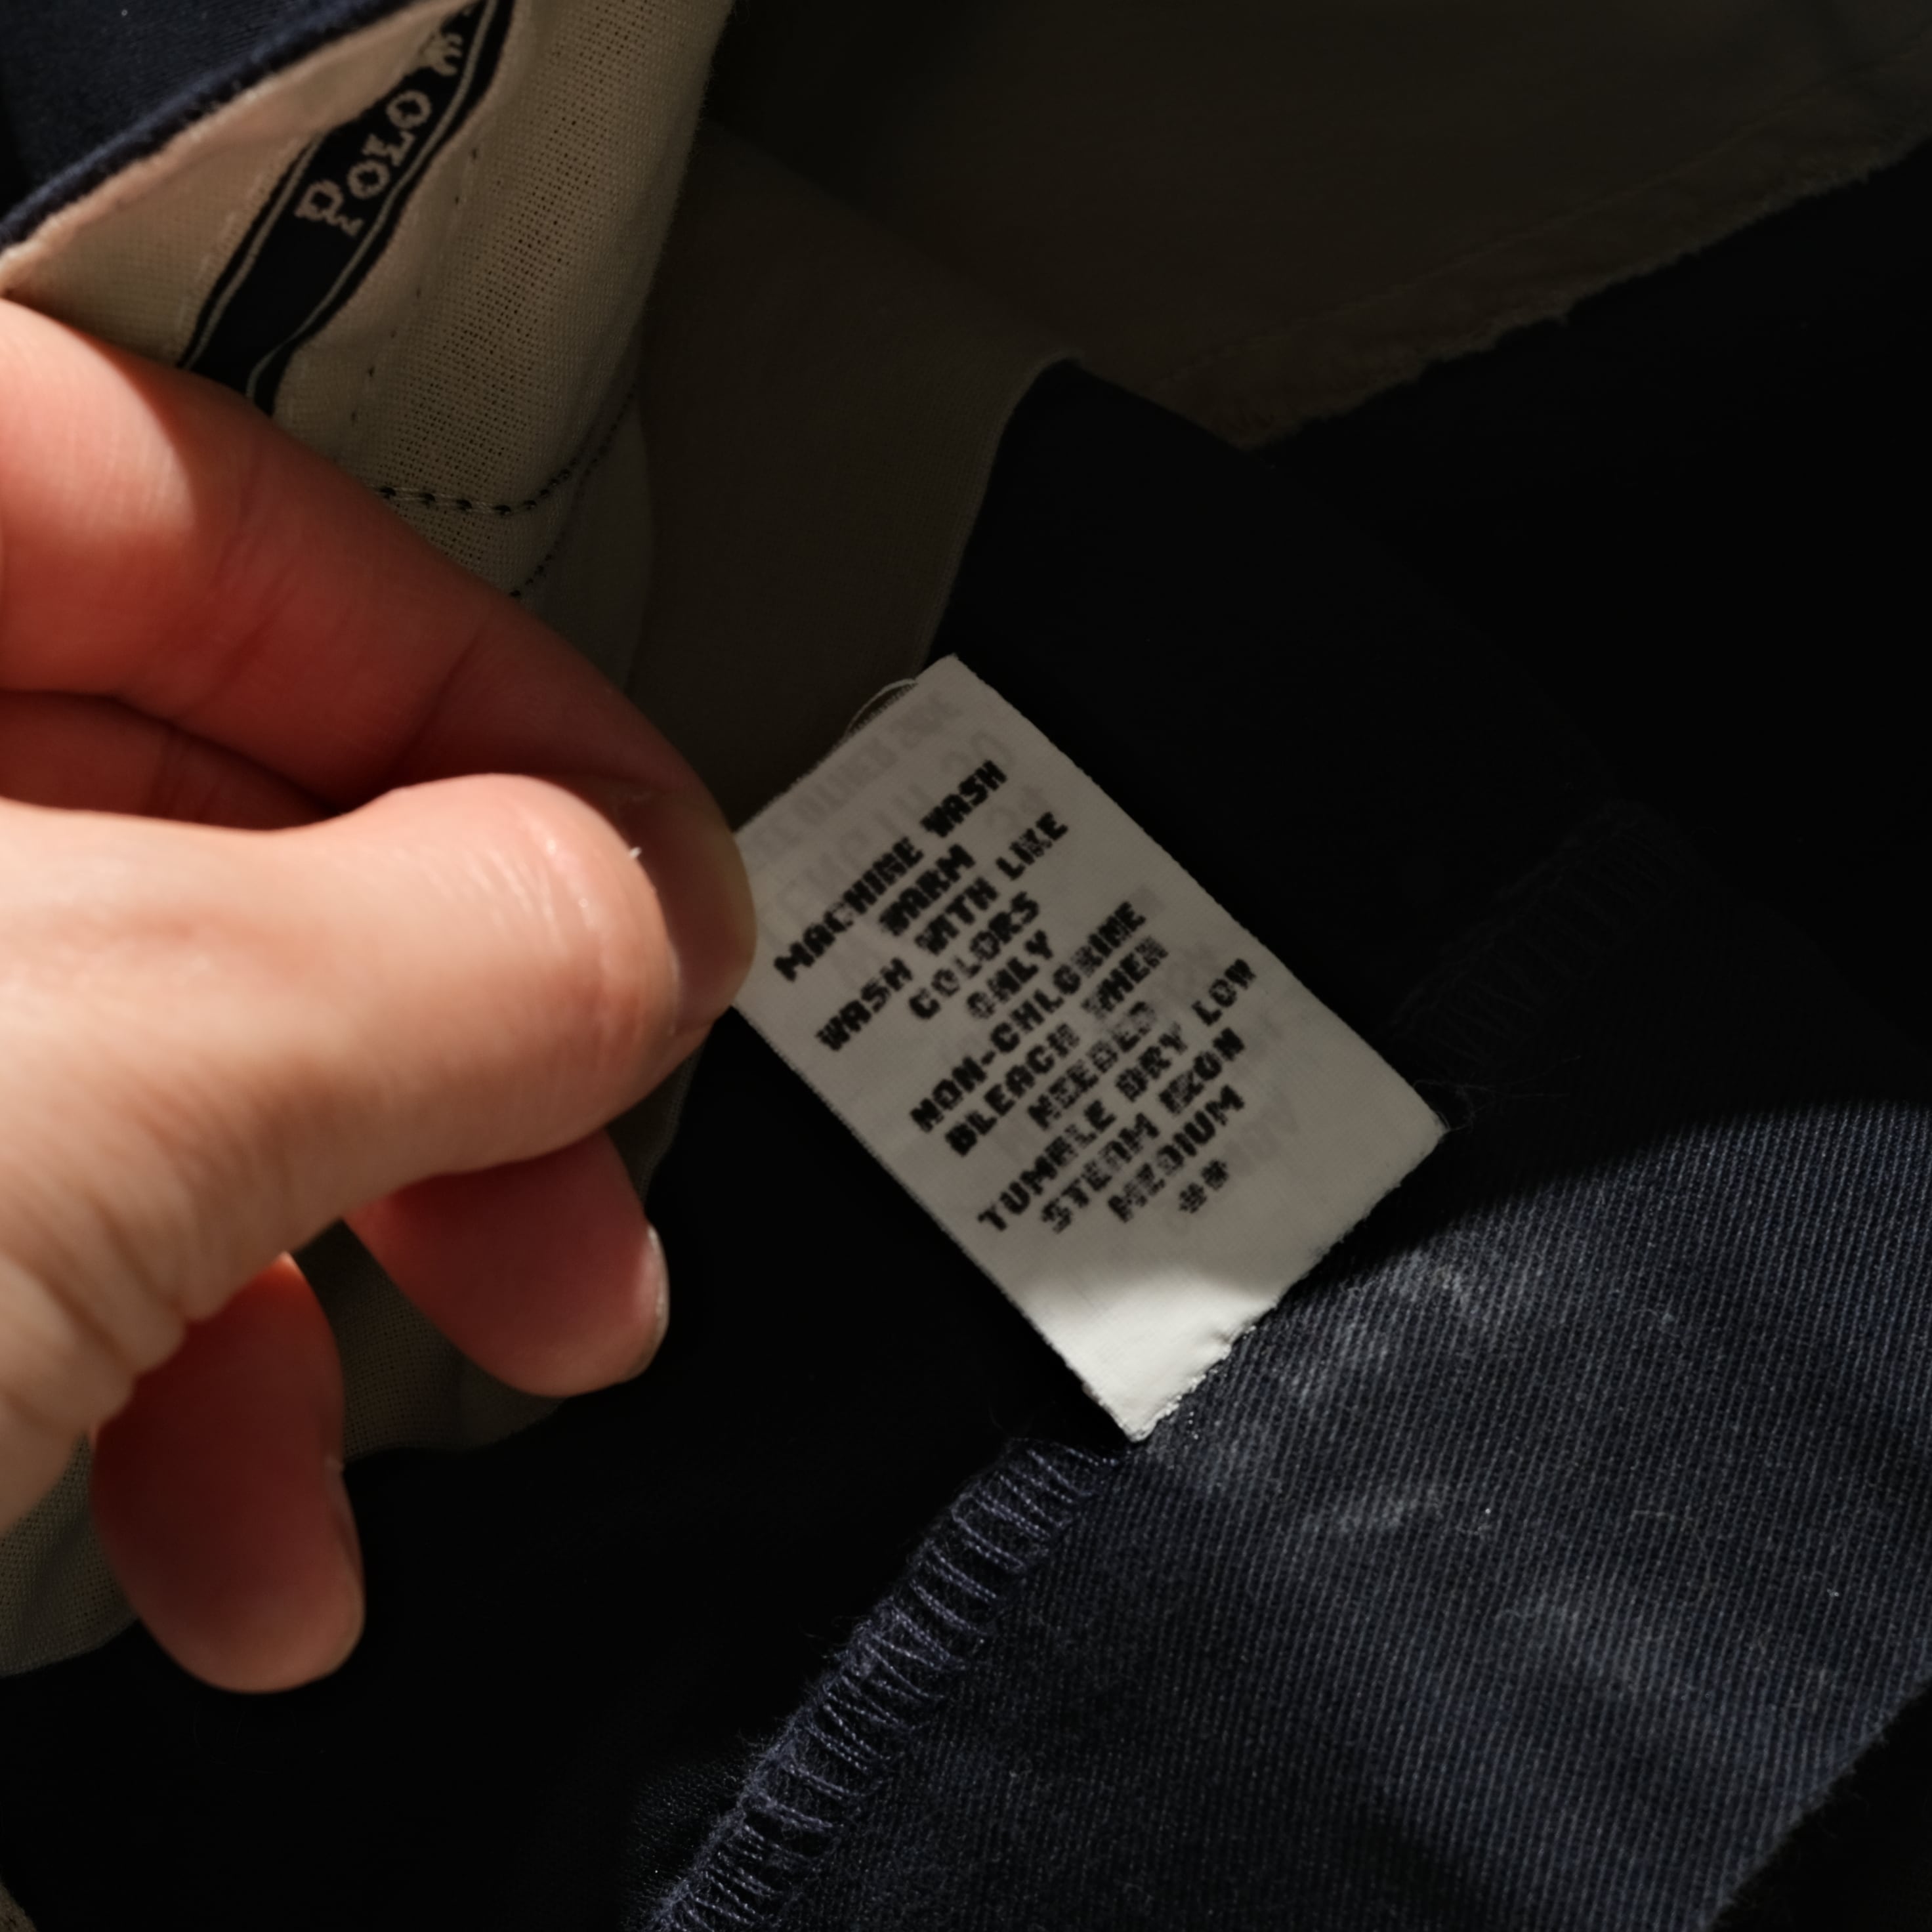 POLO
MACHINE WASH
WARM
WASH WITH LIKE
COLORS
ONLY
NON-CHLORINE
BLEACH WHEN
NEEDED
TUMBLE DRY LOW
STEAM IRON
MEDIUM
##